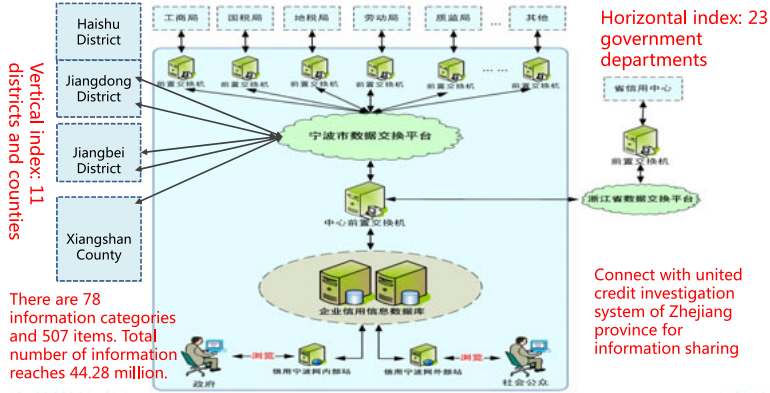 Haishu
District
Jiangdong
District
Jiangbei
District
Xiangshan
County
Vertical index: 11
districts and counties
There are 78
information categories
and 507 items. Total
number of information
reaches 44.28 million.
工商局
国税局
地税局
劳动局
质监局
...
其他
前置交换机
前置交换机
前置交换机
前置交换机
前置交换机
... ...
前置交换机
宁波市数据交换平台
中心前置交换机
企业信用信息数据库
政府
浏览
信用宁波网内部站
信用宁波网外部站
浏览
社会公众
Horizontal index: 23
government
departments
省信用中心
前置交换机
浙江省数据交换平台
Connect with united
credit investigation
system of Zhejiang
province for
information sharing